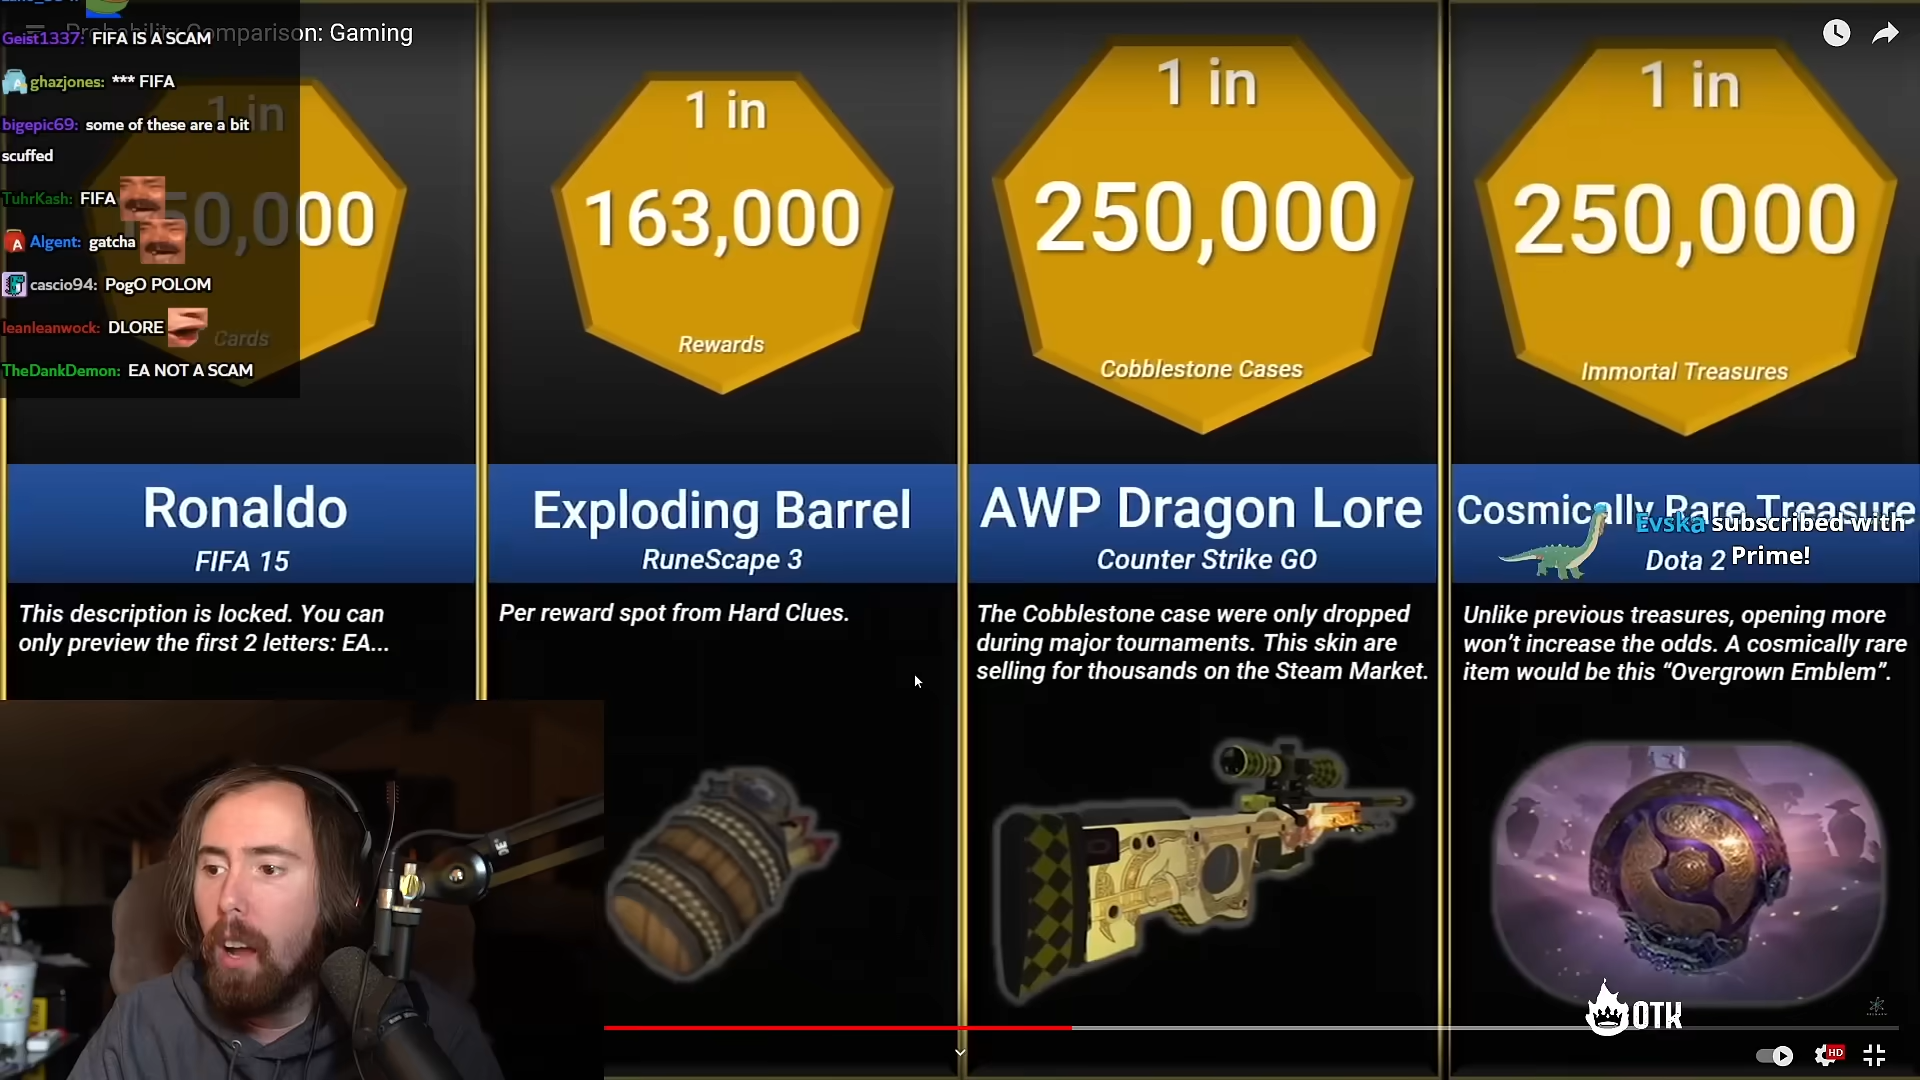 Probability Comparison: Gaming
Geist1337: FIFA IS A SCAM
ghazjones: *** FIFA
bigepic69: some of these are a bit
scuffed
TuhrKash: FIFA
Algent: gatcha
cascio94: PogO POLOM
leanleanwock: DLORE
TheDankDemon: EA NOT A SCAM
1 in
Cards
Ronaldo
FIFA 15
This description is locked. You can
only preview the first 2 letters: EA...
1 in
163,000
Rewards
Exploding Barrel
RuneScape 3
Per reward spot from Hard Clues.
1 in
250,000
Cobblestone Cases
AWP Dragon Lore
Counter Strike GO
The Cobblestone case were only dropped
during major tournaments. This skin are
selling for thousands on the Steam Market.
1 in
250,000
Immortal Treasures
Cosmically Rare Treasure
Dota 2
Evska subscribed with
Prime!
Unlike previous treasures, opening more
won't increase the odds. A cosmically rare
item would be this “Overgrown Emblem”.
OTK
HD